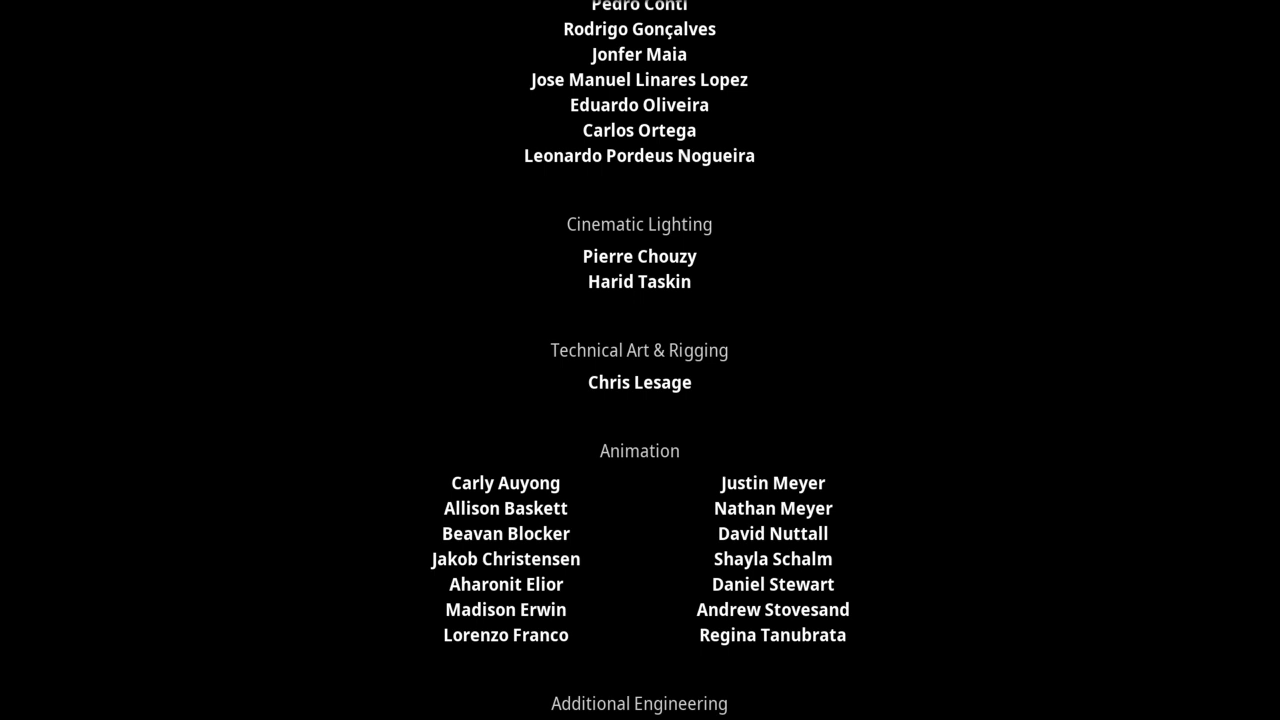 Pedro Conti
Rodrigo Gonçalves
Jonfer Maia
Jose Manuel Linares Lopez
Eduardo Oliveira
Carlos Ortega
Leonardo Pordeus Nogueira
Cinematic Lighting
Pierre Chouzy
Harid Taskin
Technical Art & Rigging
Chris Lesage
Animation
Carly Auyong
Allison Baskett
Beavan Blocker
Jakob Christensen
Aharonit Elior
Madison Erwin
Lorenzo Franco
Justin Meyer
Nathan Meyer
David Nuttall
Shayla Schalm
Daniel Stewart
Andrew Stovesand
Regina Tanubrata
Additional Engineering